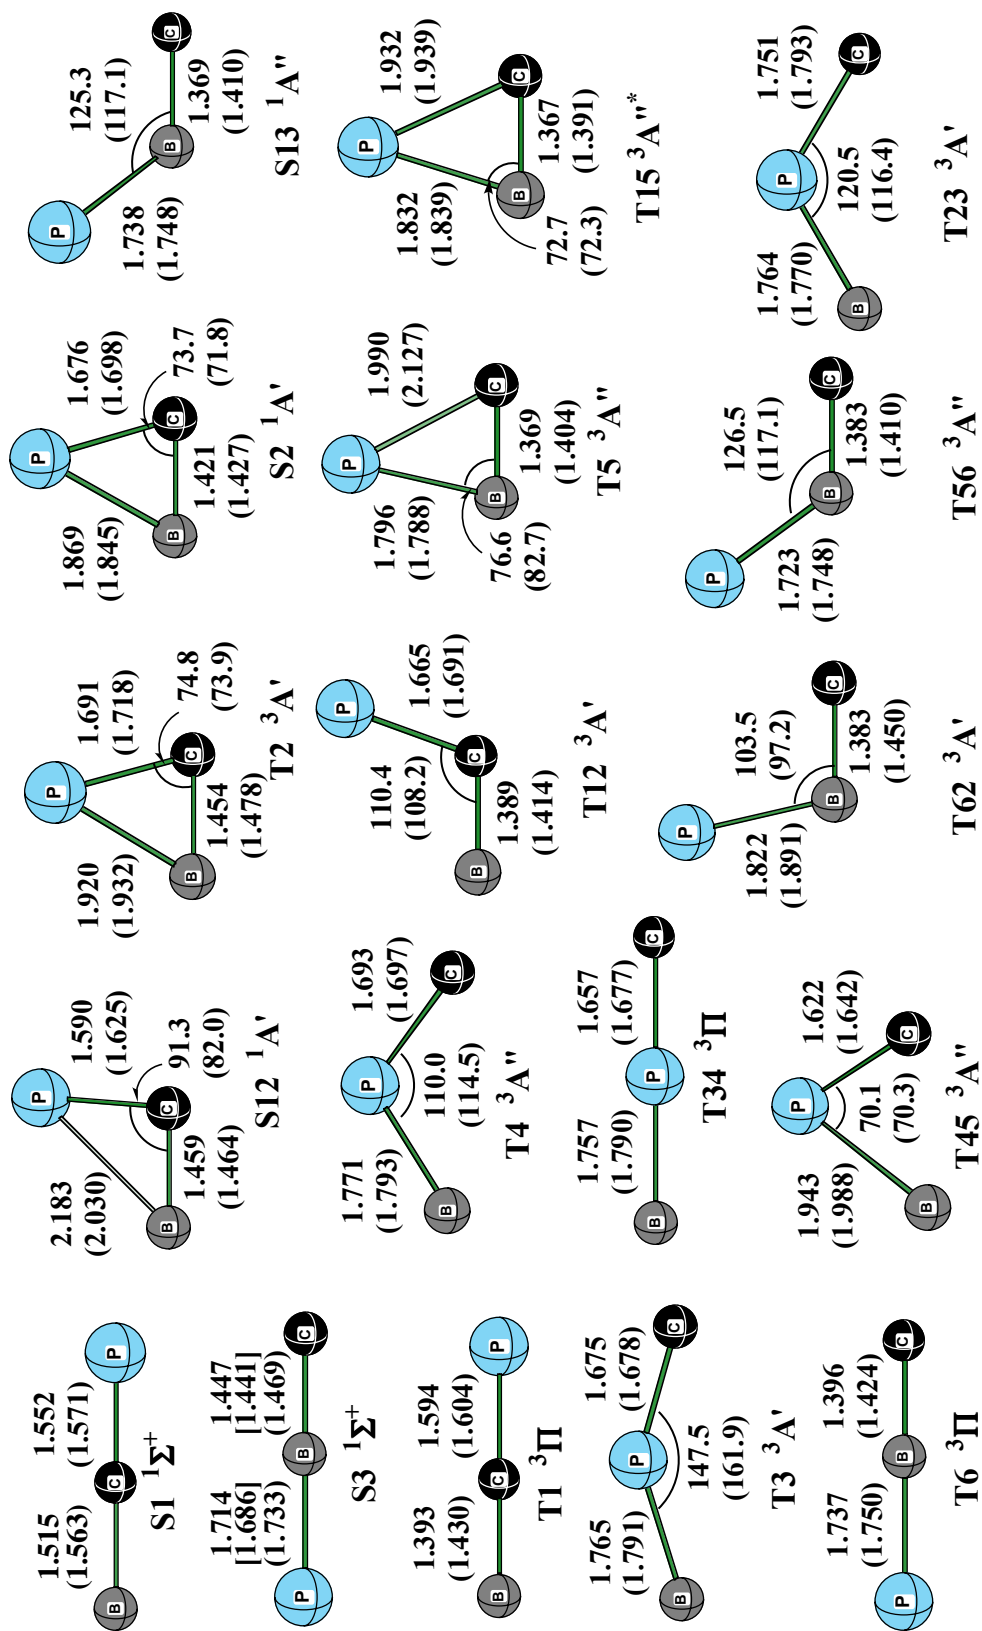 1.515
(1.563)
1.552
(1.571)
B
C
P
S1 ¹Σ⁺
1.714
[1.686]
(1.733)
1.447
[1.441]
(1.469)
P
B
C
S3 ¹Σ⁺
1.393
(1.430)
1.594
(1.604)
B
C
P
T1 ³Π
1.765
(1.791)
1.675
(1.678)
B
P
C
147.5
(161.9)
T3 ³A'
1.737
(1.750)
1.396
(1.424)
P
B
C
T6 ³Π
2.183
(2.030)
1.590
(1.625)
P
B
C
91.3
(82.0)
1.459
(1.464)
S12 ¹A'
1.771
(1.793)
1.693
(1.697)
B
P
C
110.0
(114.5)
T4 ³A"
1.757
(1.790)
1.657
(1.677)
B
P
C
T34 ³Π
1.943
(1.988)
1.622
(1.642)
B
P
C
70.1
(70.3)
T45 ³A"
1.920
(1.932)
1.691
(1.718)
P
B
C
74.8
(73.9)
1.454
(1.478)
T2 ³A'
110.4
(108.2)
1.665
(1.691)
P
B
C
1.389
(1.414)
T12 ³A'
1.822
(1.891)
103.5
(97.2)
P
B
C
1.383
(1.450)
T62 ³A'
1.869
(1.845)
1.676
(1.698)
P
B
C
73.7
(71.8)
1.421
(1.427)
S2 ¹A'
1.796
(1.788)
1.990
(2.127)
P
B
C
76.6
(82.7)
1.369
(1.404)
T5 ³A"
1.723
(1.748)
126.5
(117.1)
P
B
C
1.383
(1.410)
T56 ³A"
1.738
(1.748)
125.3
(117.1)
P
B
C
1.369
(1.410)
S13 ¹A"
1.832
(1.839)
1.932
(1.939)
P
B
C
72.7
(72.3)
1.367
(1.391)
T15 ³A"*
1.764
(1.770)
1.751
(1.793)
B
P
C
120.5
(116.4)
T23 ³A'